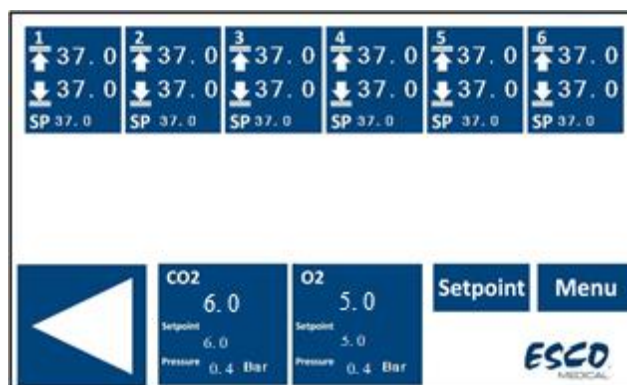 1 2 3 4 5 6
37.0 37.0 37.0 37.0 37.0 37.0
37.0 37.0 37.0 37.0 37.0 37.0
SP 37.0 SP 37.0 SP 37.0 SP 37.0 SP 37.0 SP 37.0
CO2
6.0
Setpoint
6.0
Pressure 0.4 Bar
O2
5.0
Setpoint
5.0
Pressure 0.4 Bar
Setpoint
Menu
ESCO
MEDICAL